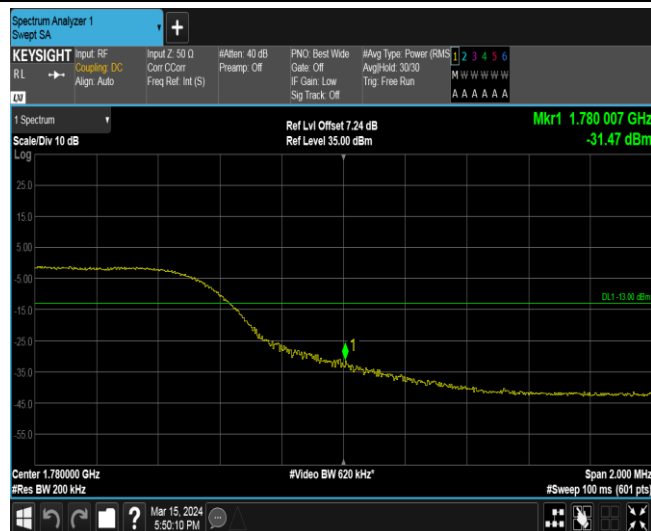 Spectrum Analyzer 1
Swept SA
+
KEYSIGHT
RL
LXI
Input: RF
Coupling: DC
Align: Auto
Input Z: 50 Ω
Corr CCorr
Freq Ref: Int (S)
#Atten: 40 dB
Preamp: Off
PNO: Best Wide
Gate: Off
IF Gain: Low
Sig Track: Off
#Avg Type: Power (RMS
Avg|Hold: 30/30
Trig: Free Run
1 2 3 4 5 6
M W W W W W
A A A A A A
1 Spectrum
Scale/Div 10 dB
Log
Ref Lvl Offset 7.24 dB
Ref Level 35.00 dBm
Mkr1 1.780 007 GHz
-31.47 dBm
25.0
15.0
5.00
-5.00
-15.0
-25.0
-35.0
-45.0
-55.0
DL1 -13.00 dBm
1
Center 1.780000 GHz
#Res BW 200 kHz
#Video BW 620 kHz*
Span 2.000 MHz
#Sweep 100 ms (601 pts)
?
Mar 15, 2024
5:50:10 PM